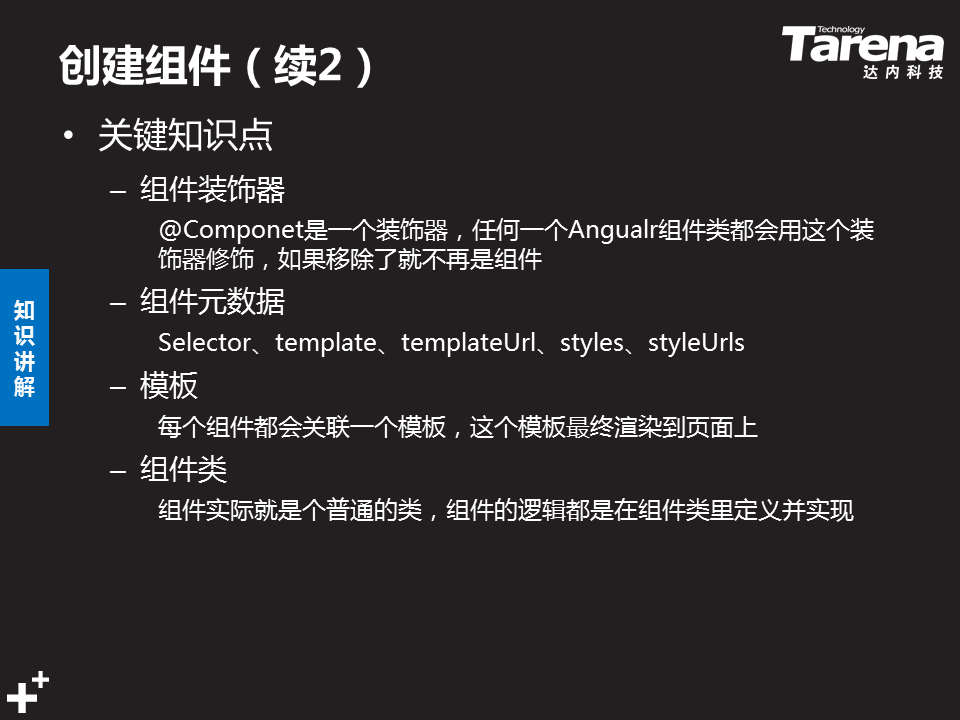 创建组件（续2）
Technology
Tarena
达内科技
• 关键知识点
– 组件装饰器
@Componet是一个装饰器，任何一个Angualr组件类都会用这个装
饰器修饰，如果移除了就不再是组件
– 组件元数据
Selector、template、templateUrl、styles、styleUrls
– 模板
每个组件都会关联一个模板，这个模板最终渲染到页面上
– 组件类
组件实际就是个普通的类，组件的逻辑都是在组件类里定义并实现
知
识
讲
解